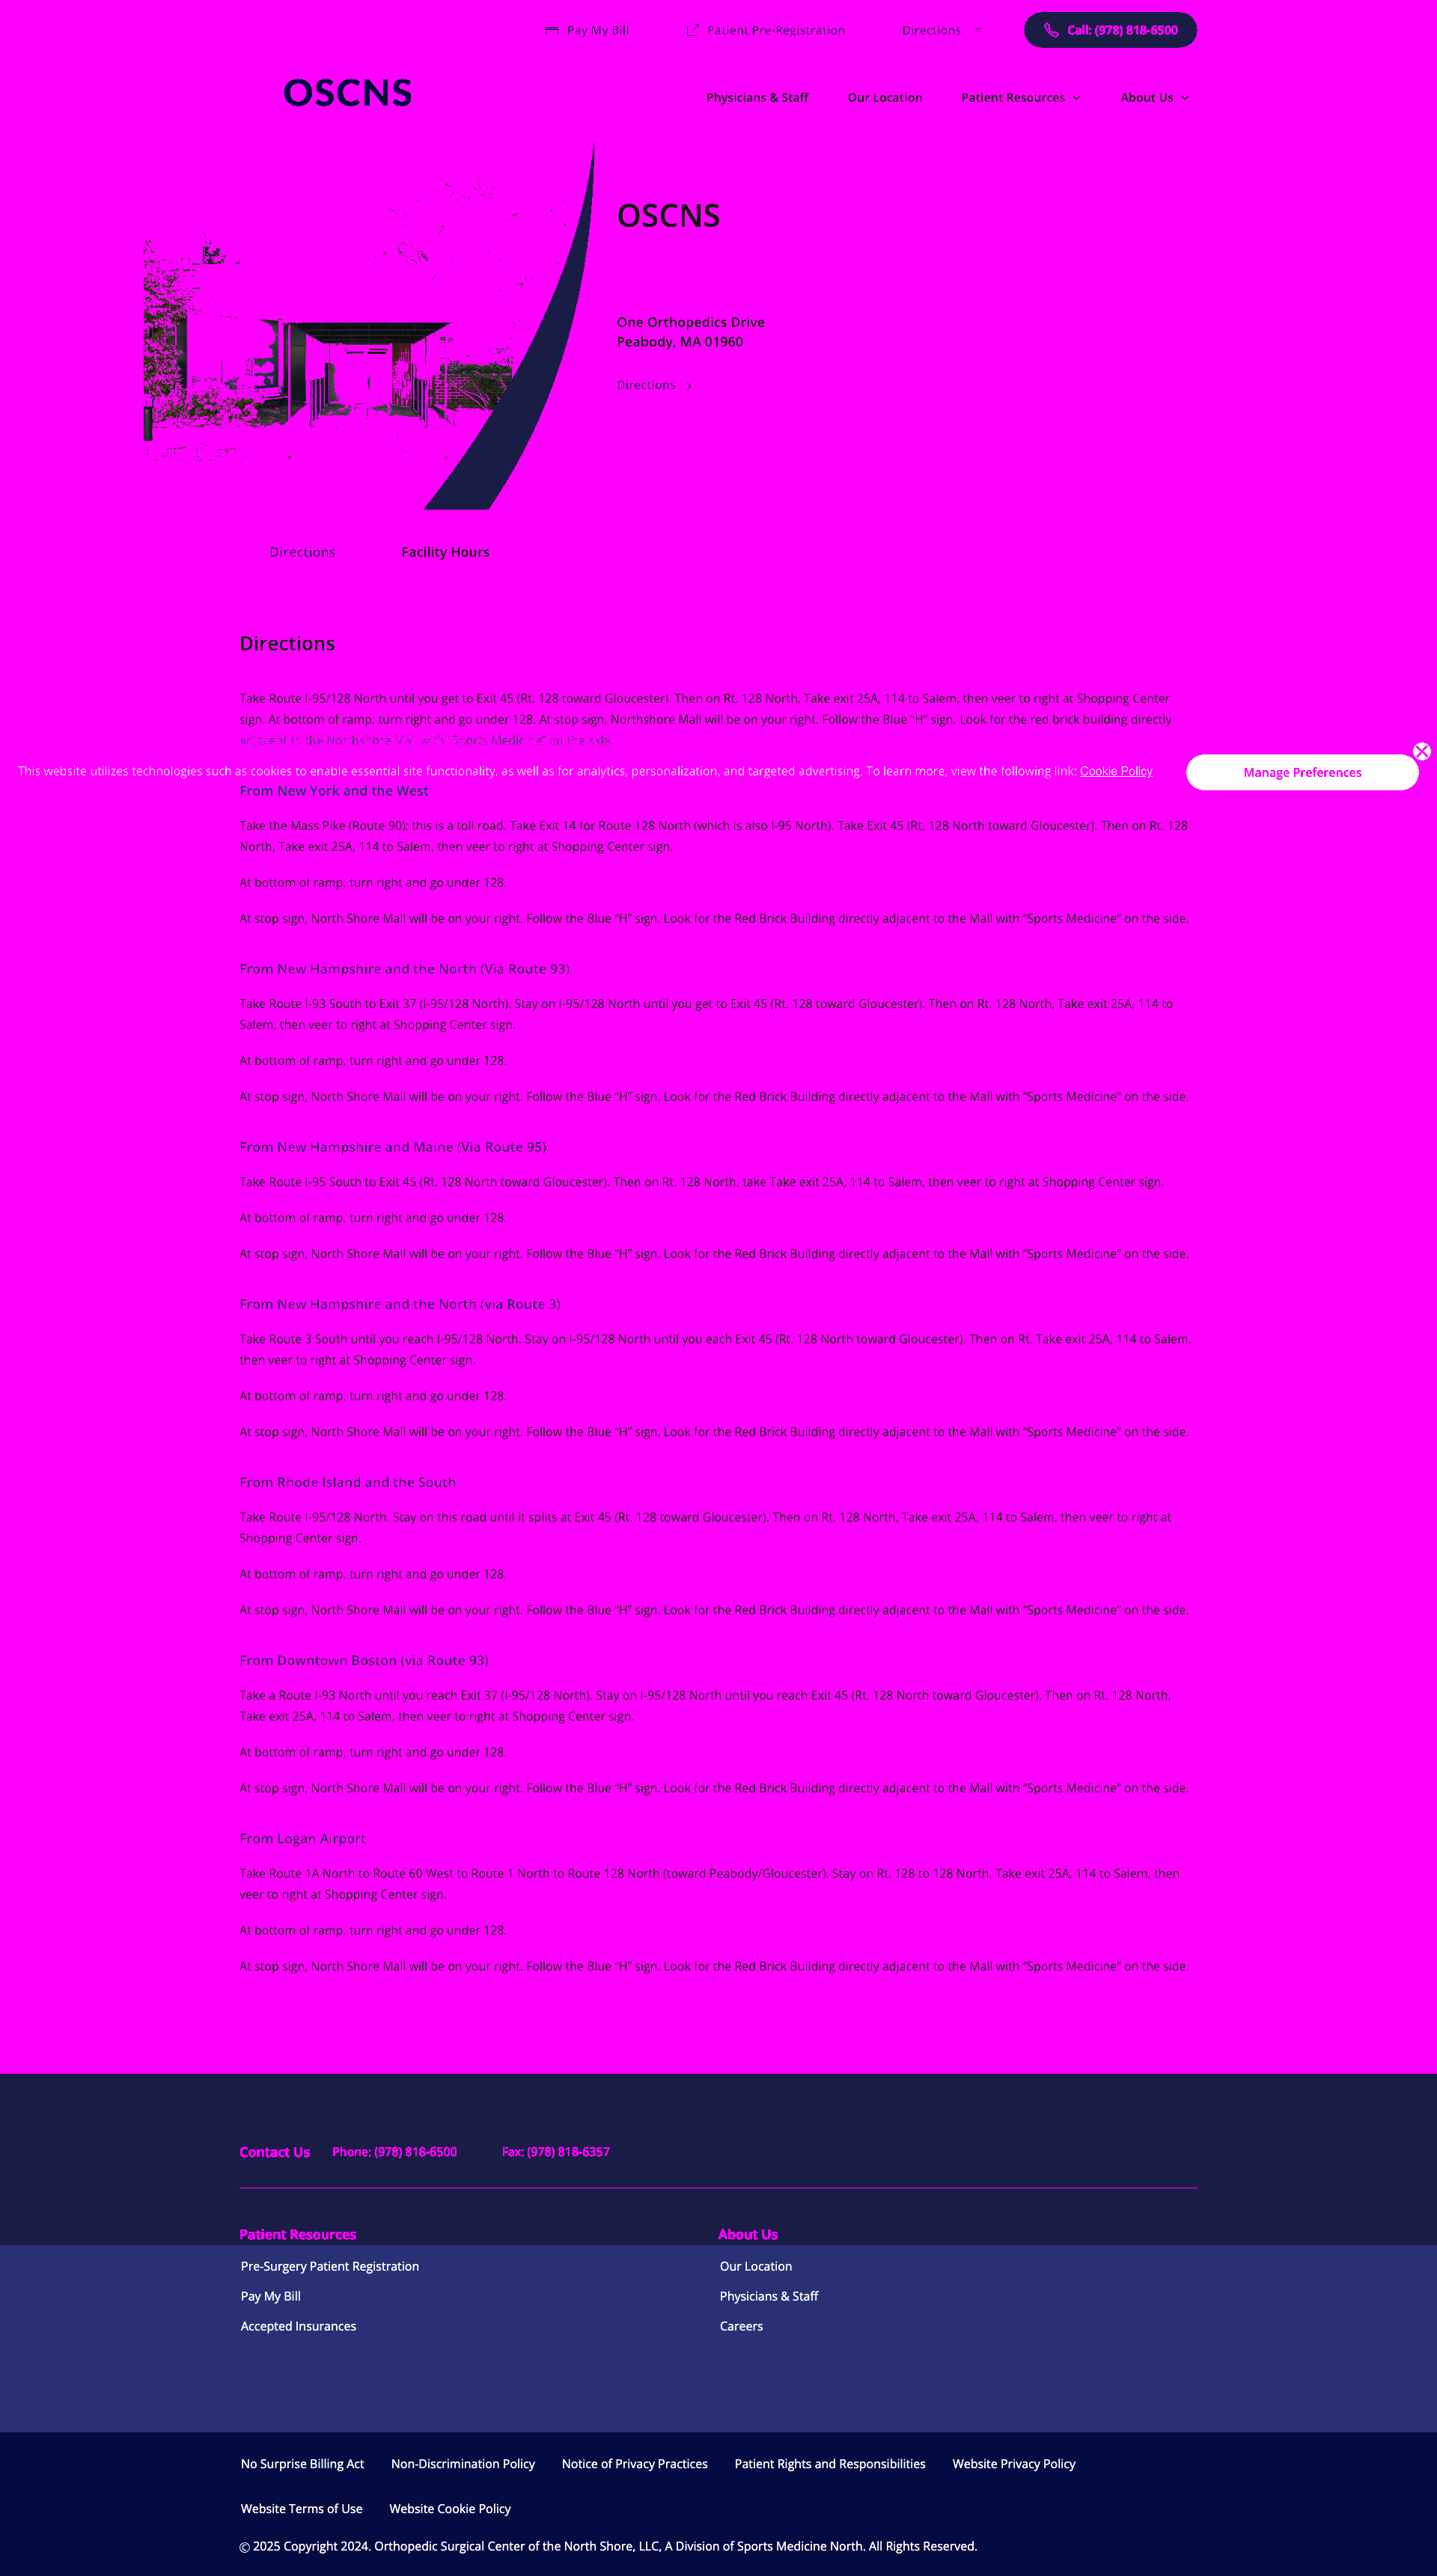 Pay My Bill
Patient Pre-Registration
Directions
Call: (978) 818-6500
OSCNS
Physicians & Staff
Our Location
Patient Resources
About Us
OSCNS
One Orthopedics Drive
Peabody, MA 01960
Directions
Directions
Facility Hours
Directions
Take Route I-95/128 North until you get to Exit 45 (Rt. 128 toward Gloucester). Then on Rt. 128 North, Take exit 25A, 114 to Salem, then veer to right at Shopping Center
sign. At bottom of ramp, turn right and go under 128. At stop sign, Northshore Mall will be on your right. Follow the Blue “H” sign. Look for the red brick building directly
adjacent to the Northshore Mall with “Sports Medicine” on the side.
This website utilizes technologies such as cookies to enable essential site functionality, as well as for analytics, personalization, and targeted advertising. To learn more, view the following link: Cookie Policy
Manage Preferences
From New York and the West
Take the Mass Pike (Route 90); this is a toll road. Take Exit 14 for Route 128 North (which is also I-95 North). Take Exit 45 (Rt. 128 North toward Gloucester). Then on Rt. 128
North, Take exit 25A, 114 to Salem, then veer to right at Shopping Center sign.
At bottom of ramp, turn right and go under 128.
At stop sign, North Shore Mall will be on your right. Follow the Blue “H” sign. Look for the Red Brick Building directly adjacent to the Mall with “Sports Medicine” on the side.
From New Hampshire and the North (Via Route 93)
Take Route I-93 South to Exit 37 (I-95/128 North). Stay on I-95/128 North until you get to Exit 45 (Rt. 128 toward Gloucester). Then on Rt. 128 North, Take exit 25A, 114 to
Salem, then veer to right at Shopping Center sign.
At bottom of ramp, turn right and go under 128.
At stop sign, North Shore Mall will be on your right. Follow the Blue “H” sign. Look for the Red Brick Building directly adjacent to the Mall with “Sports Medicine” on the side.
From New Hampshire and Maine (Via Route 95)
Take Route I-95 South to Exit 45 (Rt. 128 North toward Gloucester). Then on Rt. 128 North, take Take exit 25A, 114 to Salem, then veer to right at Shopping Center sign.
At bottom of ramp, turn right and go under 128.
At stop sign, North Shore Mall will be on your right. Follow the Blue “H” sign. Look for the Red Brick Building directly adjacent to the Mall with “Sports Medicine” on the side.
From New Hampshire and the North (via Route 3)
Take Route 3 South until you reach I-95/128 North. Stay on I-95/128 North until you each Exit 45 (Rt. 128 North toward Gloucester). Then on Rt. Take exit 25A, 114 to Salem,
then veer to right at Shopping Center sign.
At bottom of ramp, turn right and go under 128.
At stop sign, North Shore Mall will be on your right. Follow the Blue “H” sign. Look for the Red Brick Building directly adjacent to the Mall with “Sports Medicine” on the side.
From Rhode Island and the South
Take Route I-95/128 North. Stay on this road until it splits at Exit 45 (Rt. 128 toward Gloucester). Then on Rt. 128 North, Take exit 25A, 114 to Salem, then veer to right at
Shopping Center sign.
At bottom of ramp, turn right and go under 128.
At stop sign, North Shore Mall will be on your right. Follow the Blue “H” sign. Look for the Red Brick Building directly adjacent to the Mall with “Sports Medicine” on the side.
From Downtown Boston (via Route 93)
Take a Route I-93 North until you reach Exit 37 (I-95/128 North). Stay on I-95/128 North until you reach Exit 45 (Rt. 128 North toward Gloucester). Then on Rt. 128 North,
Take exit 25A, 114 to Salem, then veer to right at Shopping Center sign.
At bottom of ramp, turn right and go under 128.
At stop sign, North Shore Mall will be on your right. Follow the Blue “H” sign. Look for the Red Brick Building directly adjacent to the Mall with “Sports Medicine” on the side.
From Logan Airport
Take Route 1A North to Route 60 West to Route 1 North to Route 128 North (toward Peabody/Gloucester). Stay on Rt. 128 to 128 North, Take exit 25A, 114 to Salem, then
veer to right at Shopping Center sign.
At bottom of ramp, turn right and go under 128.
At stop sign, North Shore Mall will be on your right. Follow the Blue “H” sign. Look for the Red Brick Building directly adjacent to the Mall with “Sports Medicine” on the side.
Contact Us
Phone: (978) 818-6500
Fax: (978) 818-6357
Patient Resources
Pre-Surgery Patient Registration
Pay My Bill
Accepted Insurances
About Us
Our Location
Physicians & Staff
Careers
No Surprise Billing Act
Non-Discrimination Policy
Notice of Privacy Practices
Patient Rights and Responsibilities
Website Privacy Policy
Website Terms of Use
Website Cookie Policy
© 2025 Copyright 2024. Orthopedic Surgical Center of the North Shore, LLC, A Division of Sports Medicine North. All Rights Reserved.